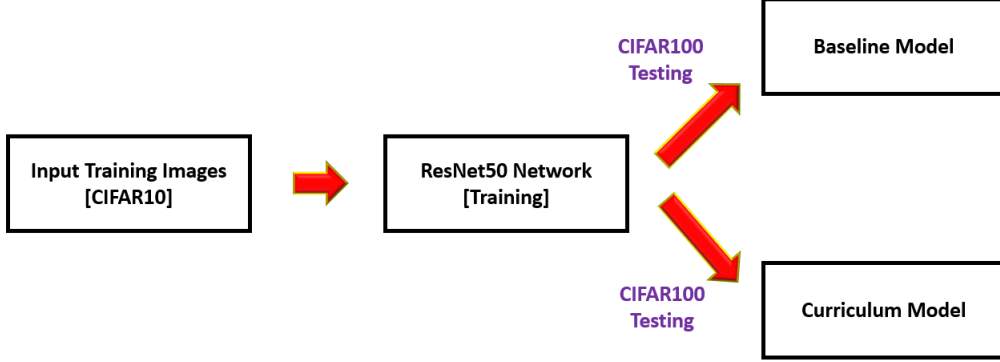 Input Training Images
[CIFAR10]
ResNet50 Network
[Training]
CIFAR100
Testing
Baseline Model
CIFAR100
Testing
Curriculum Model